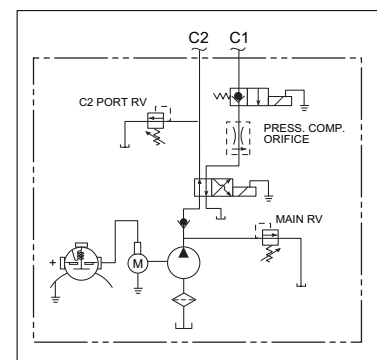 C2 C1
C2 PORT RV
PRESS. COMP.
ORIFICE
MAIN RV
+
M